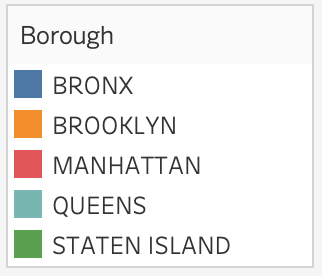 Borough
BRONX
BROOKLYN
MANHATTAN
QUEENS
STATEN ISLAND